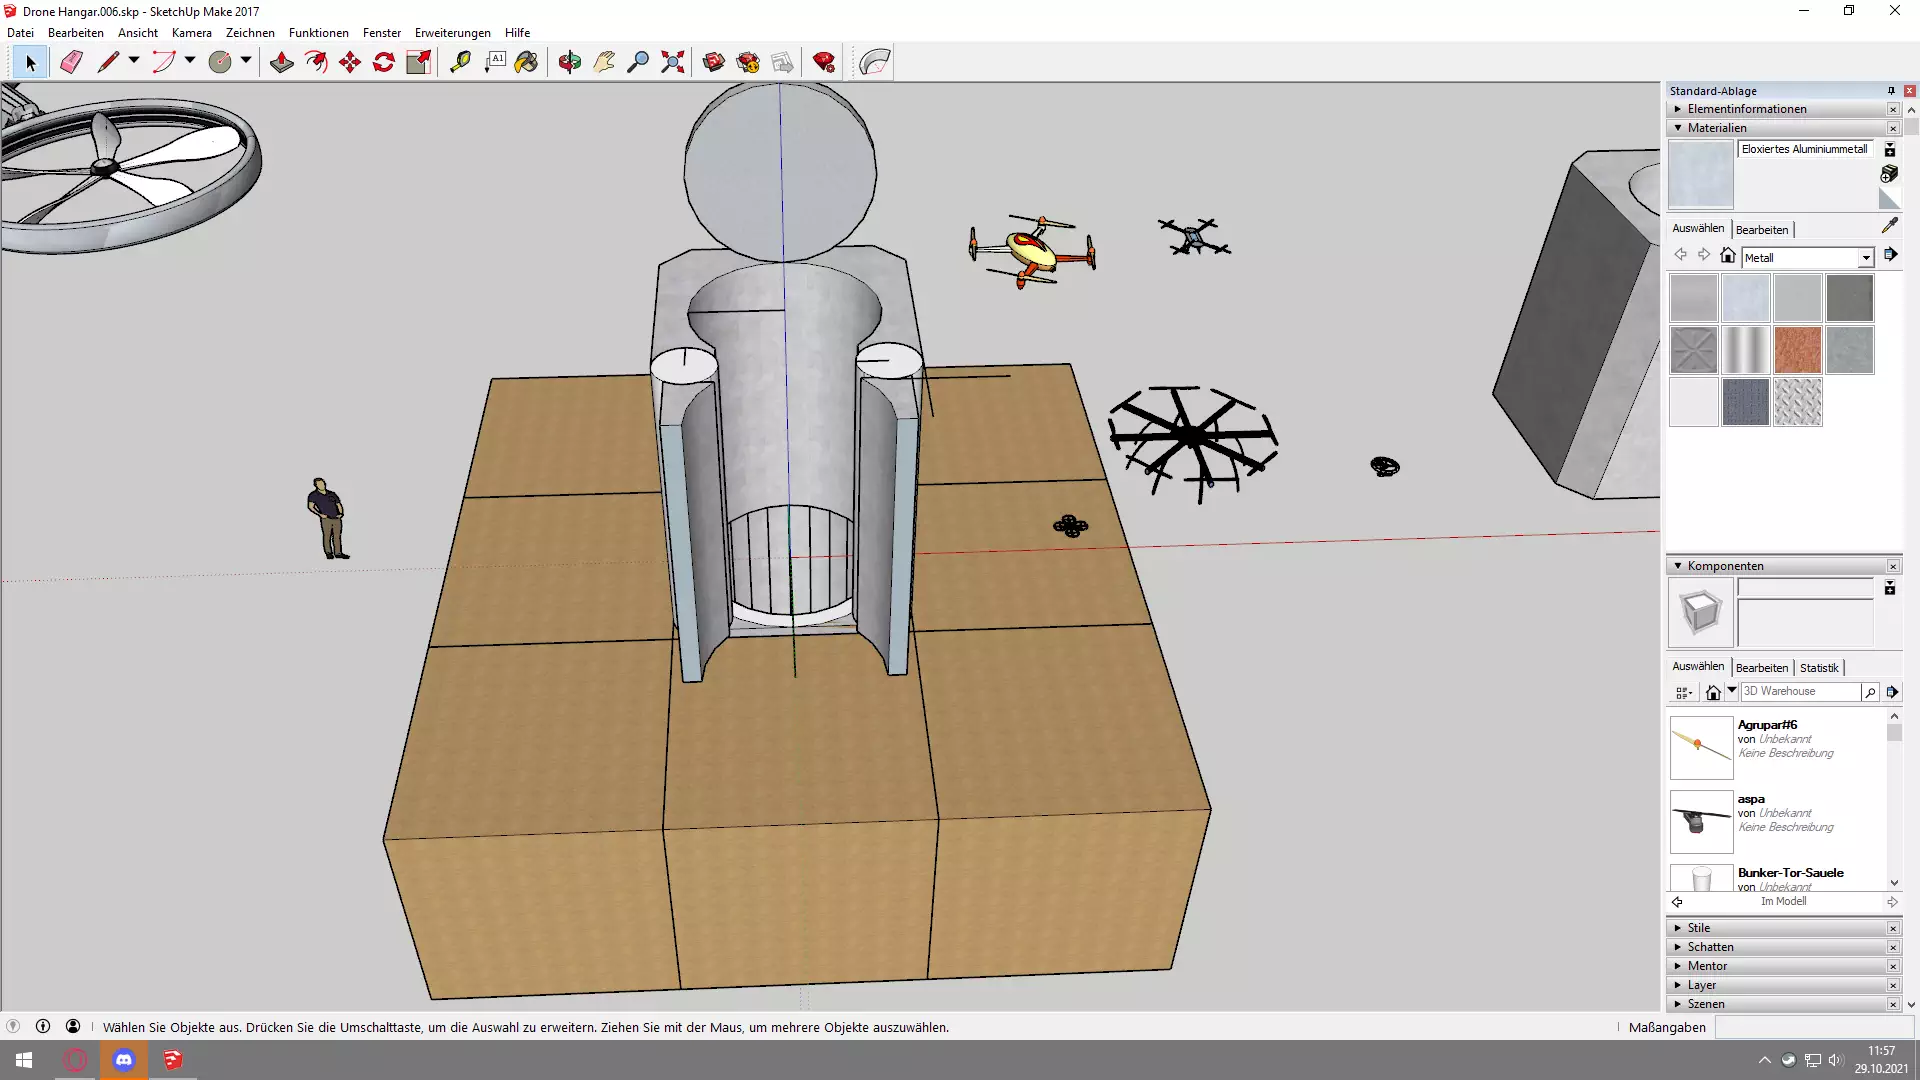 Drone Hangar.006.skp - SketchUp Make 2017
Datei Bearbeiten Ansicht Kamera Zeichnen Funktionen Fenster Erweiterungen Hilfe
A1
Standard-Ablage
Elementinformationen
Materialien
Eloxiertes Aluminiummetall
Auswählen Bearbeiten
Metall
Komponenten
Auswählen Bearbeiten Statistik
3D Warehouse
Agrupar#6
von Unbekannt
Keine Beschreibung
aspa
von Unbekannt
Keine Beschreibung
Bunker-Tor-Sauele
von Unbekannt
Im Modell
Stile
Schatten
Mentor
Layer
Szenen
Wählen Sie Objekte aus. Drücken Sie die Umschalttaste, um die Auswahl zu erweitern. Ziehen Sie mit der Maus, um mehrere Objekte auszuwählen.
Maßangaben
11:57
29.10.2021